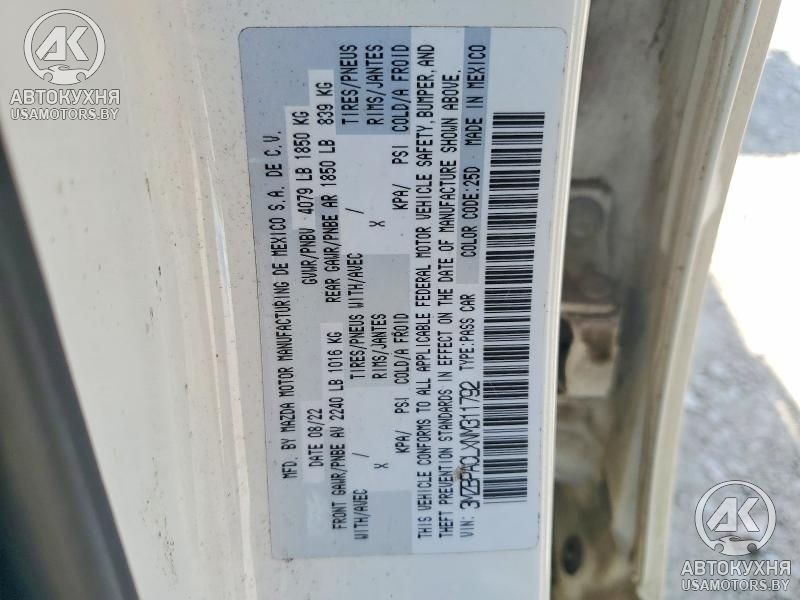 MFD. BY MAZDA MOTOR MANUFACTURING DE MEXICO S.A. DE C.V.
DATE 08/22 GVWR/PNBV 4079 LB 1850 KG
FRONT GAWR/PNBE AV 2240 LB 1016 KG REAR GAWR/PNBE AR 1850 LB 839 KG
WITH/AVEC / TIRES/PNEUS WITH/AVEC / TIRES/PNEUS
X RIMS/JANTES X RIMS/JANTES
KPA/ PSI COLD/A FROID KPA/ PSI COLD/A FROID
THIS VEHICLE CONFORMS TO ALL APPLICABLE FEDERAL MOTOR VEHICLE SAFETY, BUMPER, AND
THEFT PREVENTION STANDARDS IN EFFECT ON THE DATE OF MANUFACTURE SHOWN ABOVE.
VIN: 3MZBPACLXNM311792 TYPE:PASS CAR COLOR CODE:25D MADE IN MEXICO
AK
АВТОКУХНЯ
USAMOTORS.BY
AK
АВТОКУХНЯ
USAMOTORS.BY